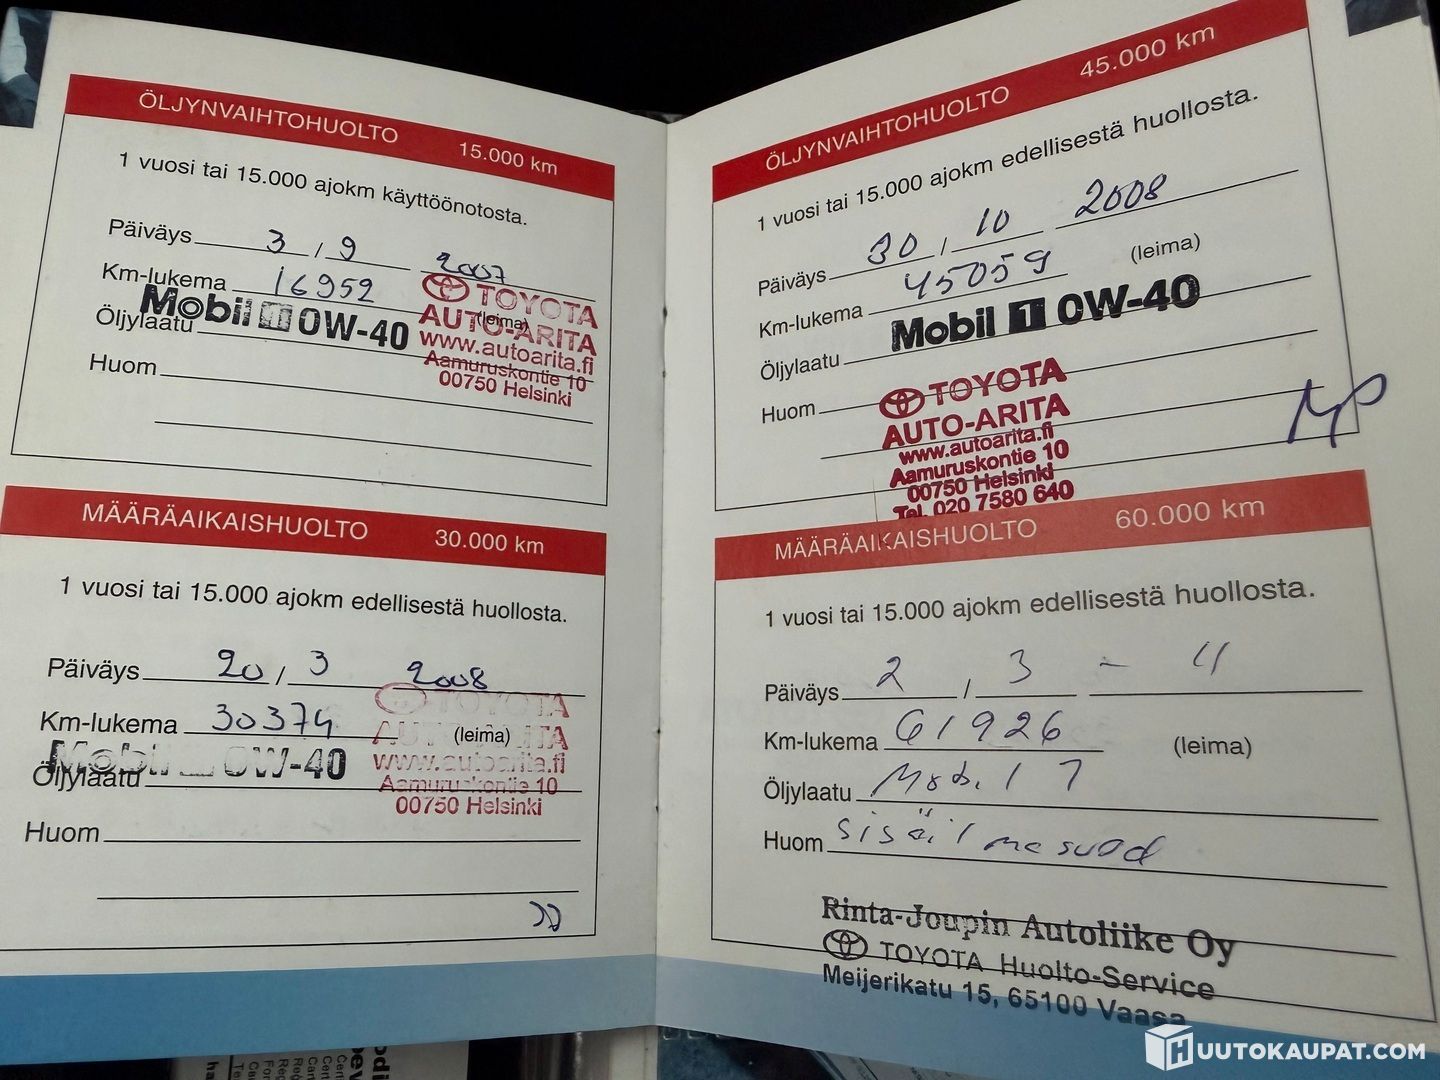 ÖLJYNVAIHTOHUOLTO 15.000 km
1 vuosi tai 15.000 ajokm käyttöönotosta.
Päiväys 3 / 9 2007
Km-lukema 16952 (leima)
Öljylaatu Mobil 1 0W-40
Huom
TOYOTA
AUTO-ARITA
www.autoarita.fi
Aamuruskontie 10
00750 Helsinki
MÄÄRÄAIKAISHUOLTO 30.000 km
1 vuosi tai 15.000 ajokm edellisestä huollosta.
Päiväys 20 / 3 2008
Km-lukema 30374 (leima)
Öljylaatu Mobil 1 0W-40
Huom
TOYOTA
AUTO-ARITA
www.autoarita.fi
Aamuruskontie 10
00750 Helsinki
ÖLJYNVAIHTOHUOLTO 45.000 km
1 vuosi tai 15.000 ajokm edellisestä huollosta.
Päiväys 30 / 10 2008
Km-lukema 45059 (leima)
Öljylaatu Mobil 1 0W-40
Huom
TOYOTA
AUTO-ARITA
www.autoarita.fi
Aamuruskontie 10
00750 Helsinki
Tel. 020 7580 640
MÄÄRÄAIKAISHUOLTO 60.000 km
1 vuosi tai 15.000 ajokm edellisestä huollosta.
Päiväys 2 / 3 - 11
Km-lukema 61926 (leima)
Öljylaatu Mobil 1
Huom sisäilmasuod
Rinta-Joupin Autoliike Oy
TOYOTA Huolto-Service
Meijerikatu 15, 65100 Vaasa
HUUTOKAUPAT.COM